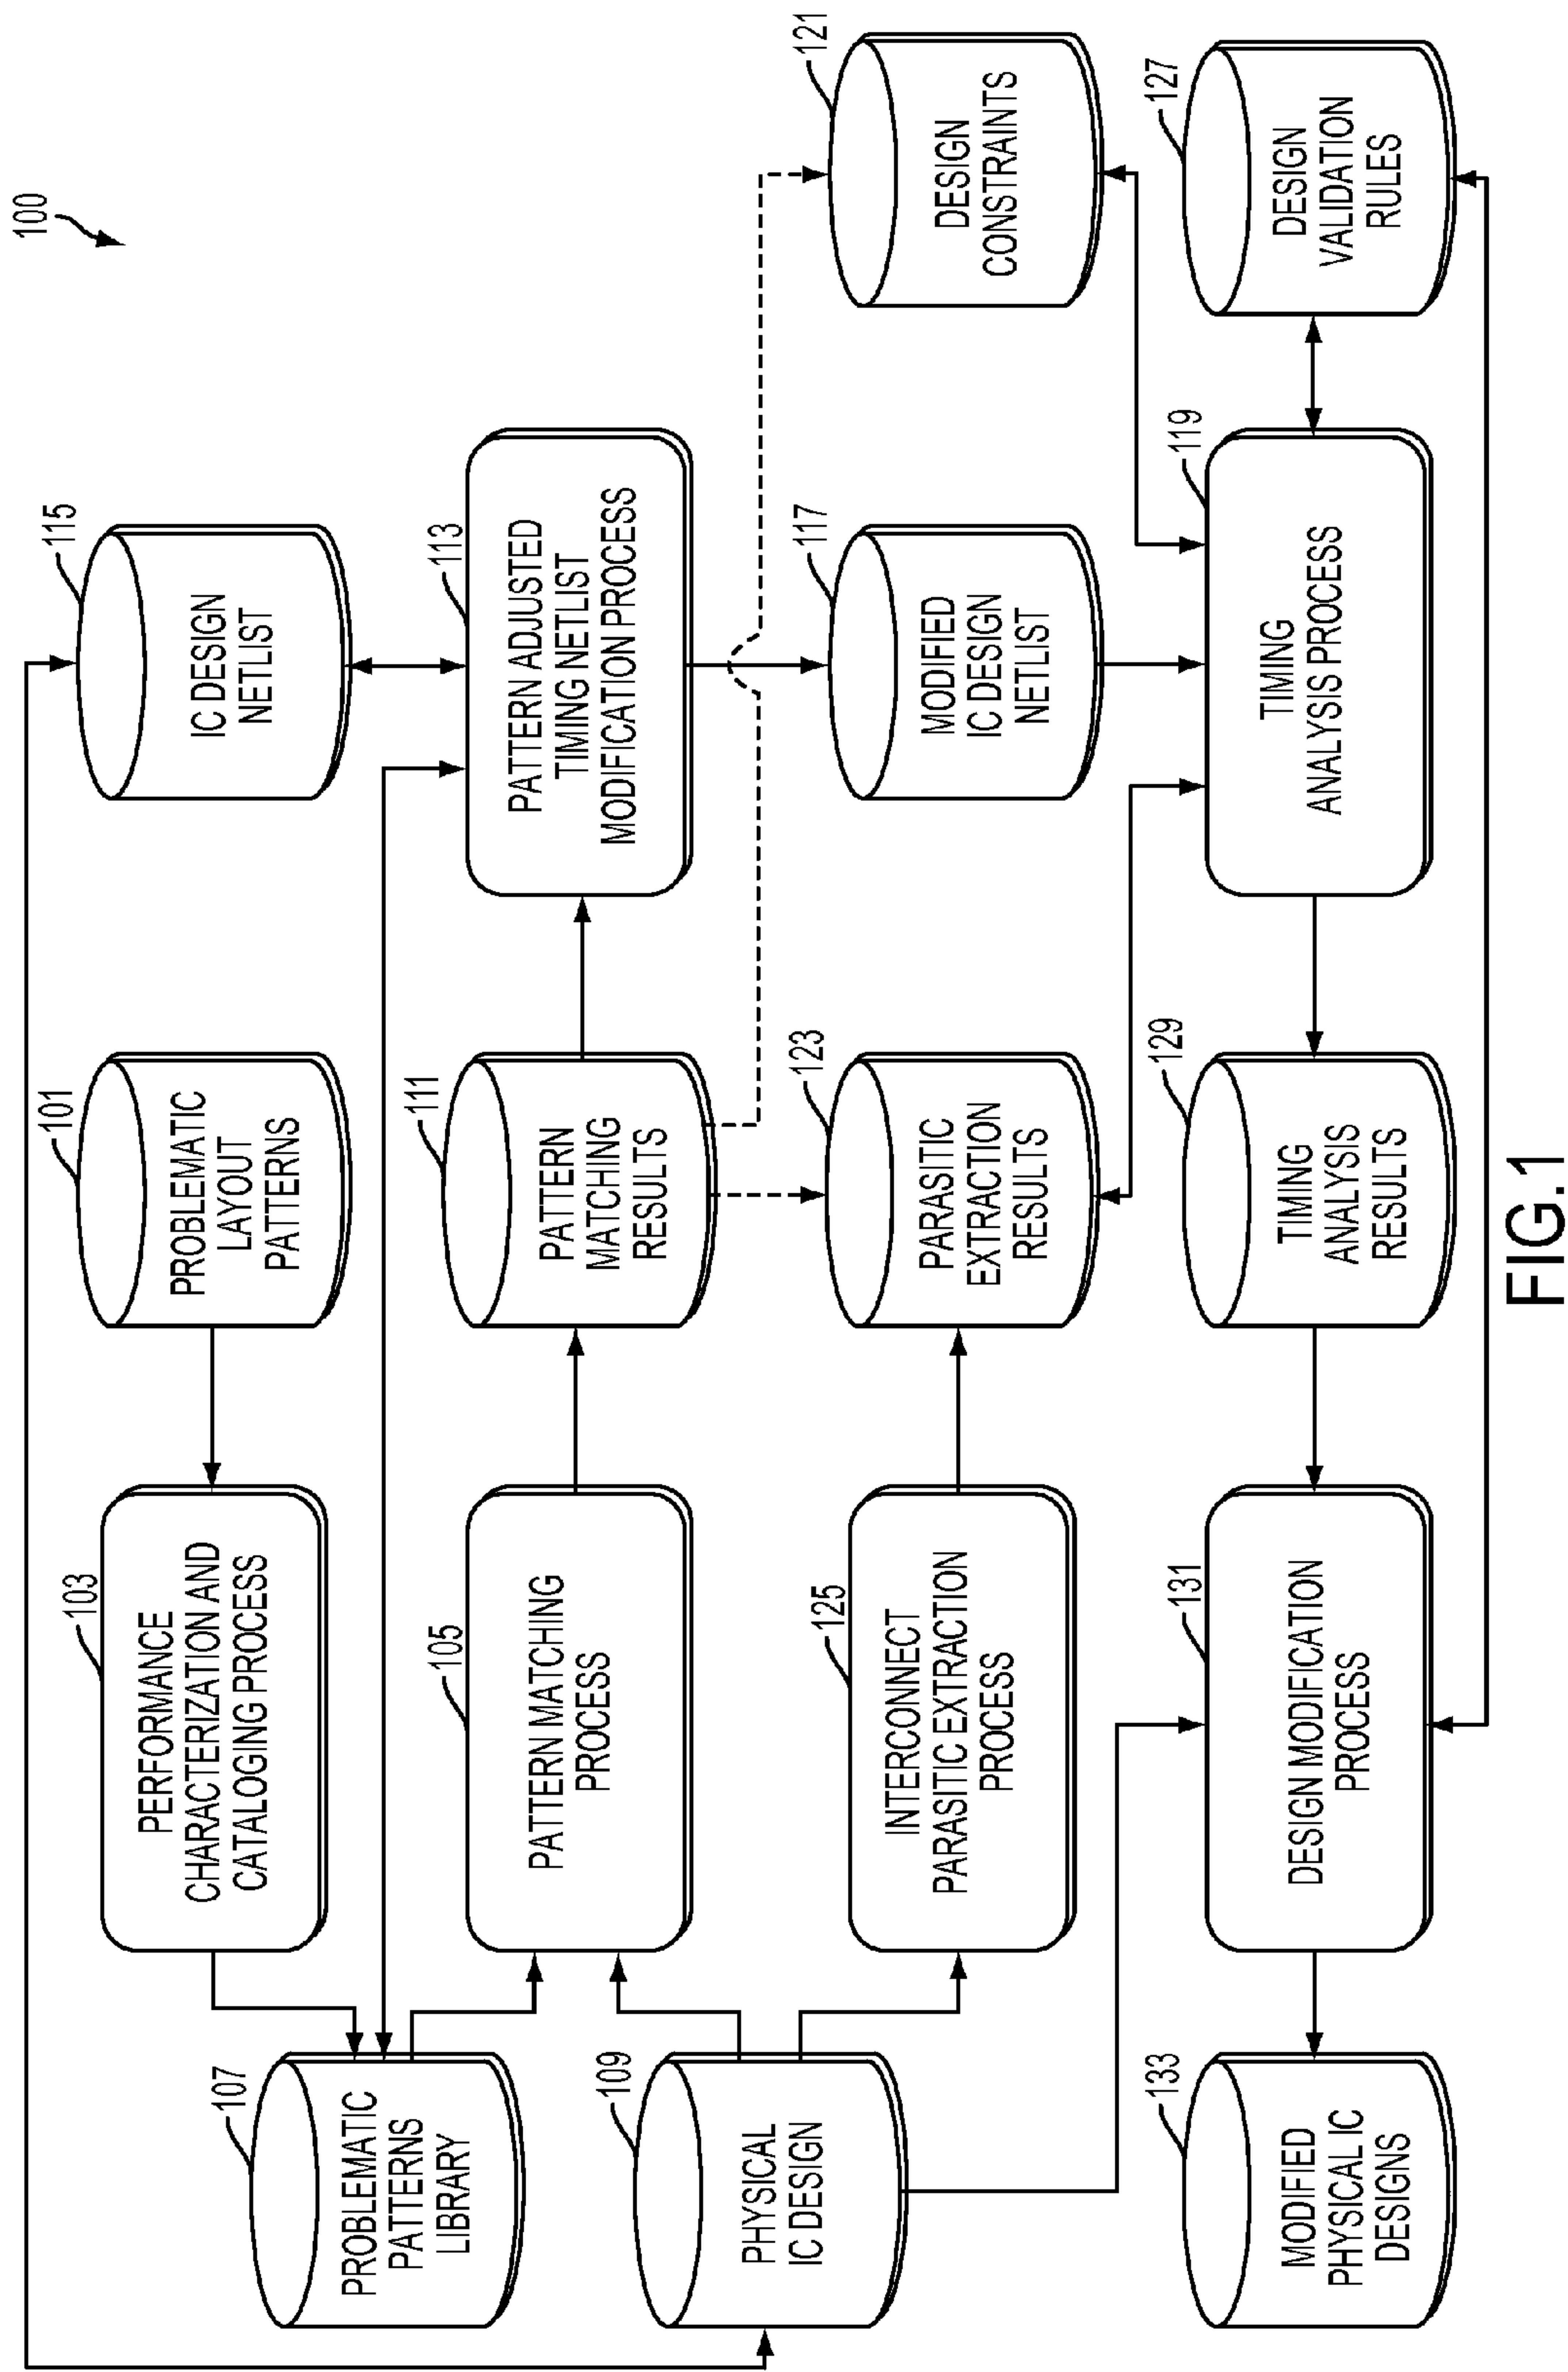 100
101
PROBLEMATIC
LAYOUT
PATTERNS
115
IC DESIGN
NETLIST
103
PERFORMANCE
CHARACTERIZATION AND
CATALOGING PROCESS
107
PROBLEMATIC
PATTERNS
LIBRARY
105
PATTERN MATCHING
PROCESS
111
PATTERN
MATCHING
RESULTS
113
PATTERN ADJUSTED
TIMING NETLIST
MODIFICATION PROCESS
109
PHYSICAL
IC DESIGN
125
INTERCONNECT
PARASITIC EXTRACTION
PROCESS
123
PARASITIC
EXTRACTION
RESULTS
117
MODIFIED
IC DESIGN
NETLIST
121
DESIGN
CONSTRAINTS
133
MODIFIED
PHYSICAL IC
DESIGNS
131
DESIGN MODIFICATION
PROCESS
129
TIMING
ANALYSIS
RESULTS
119
TIMING
ANALYSIS PROCESS
127
DESIGN
VALIDATION
RULES
FIG.1